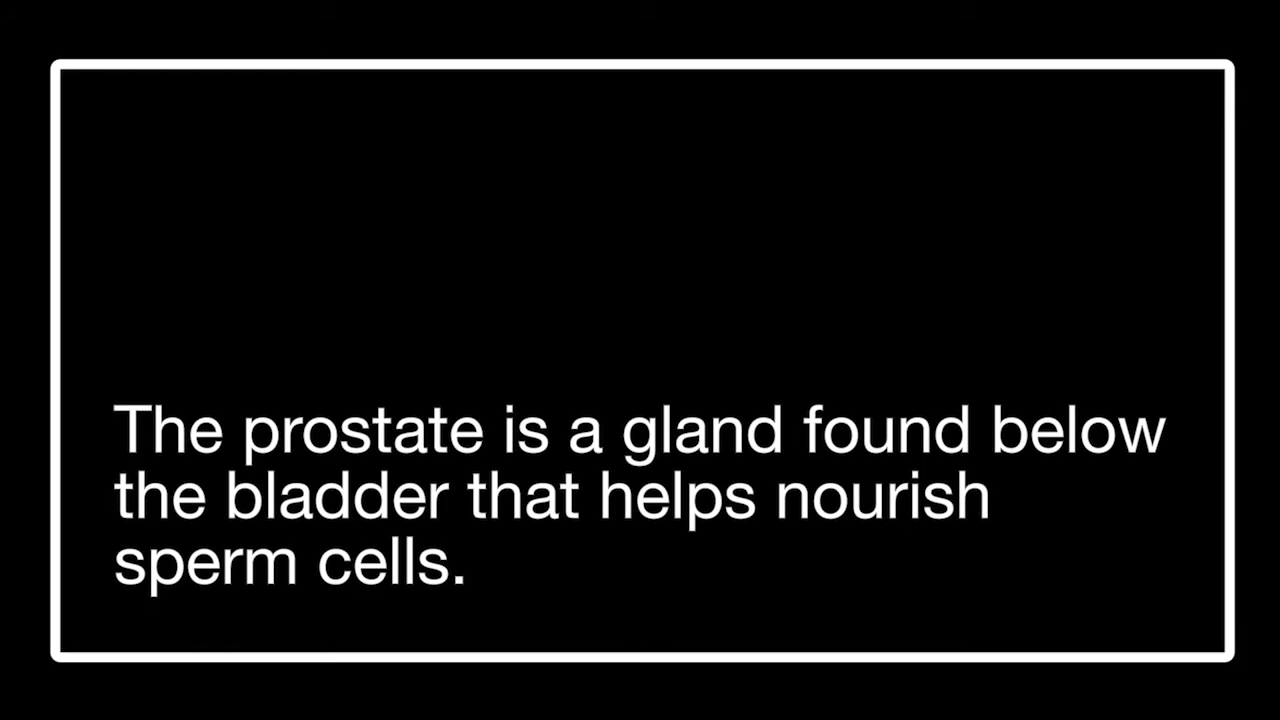 The prostate is a gland found below
the bladder that helps nourish
sperm cells.